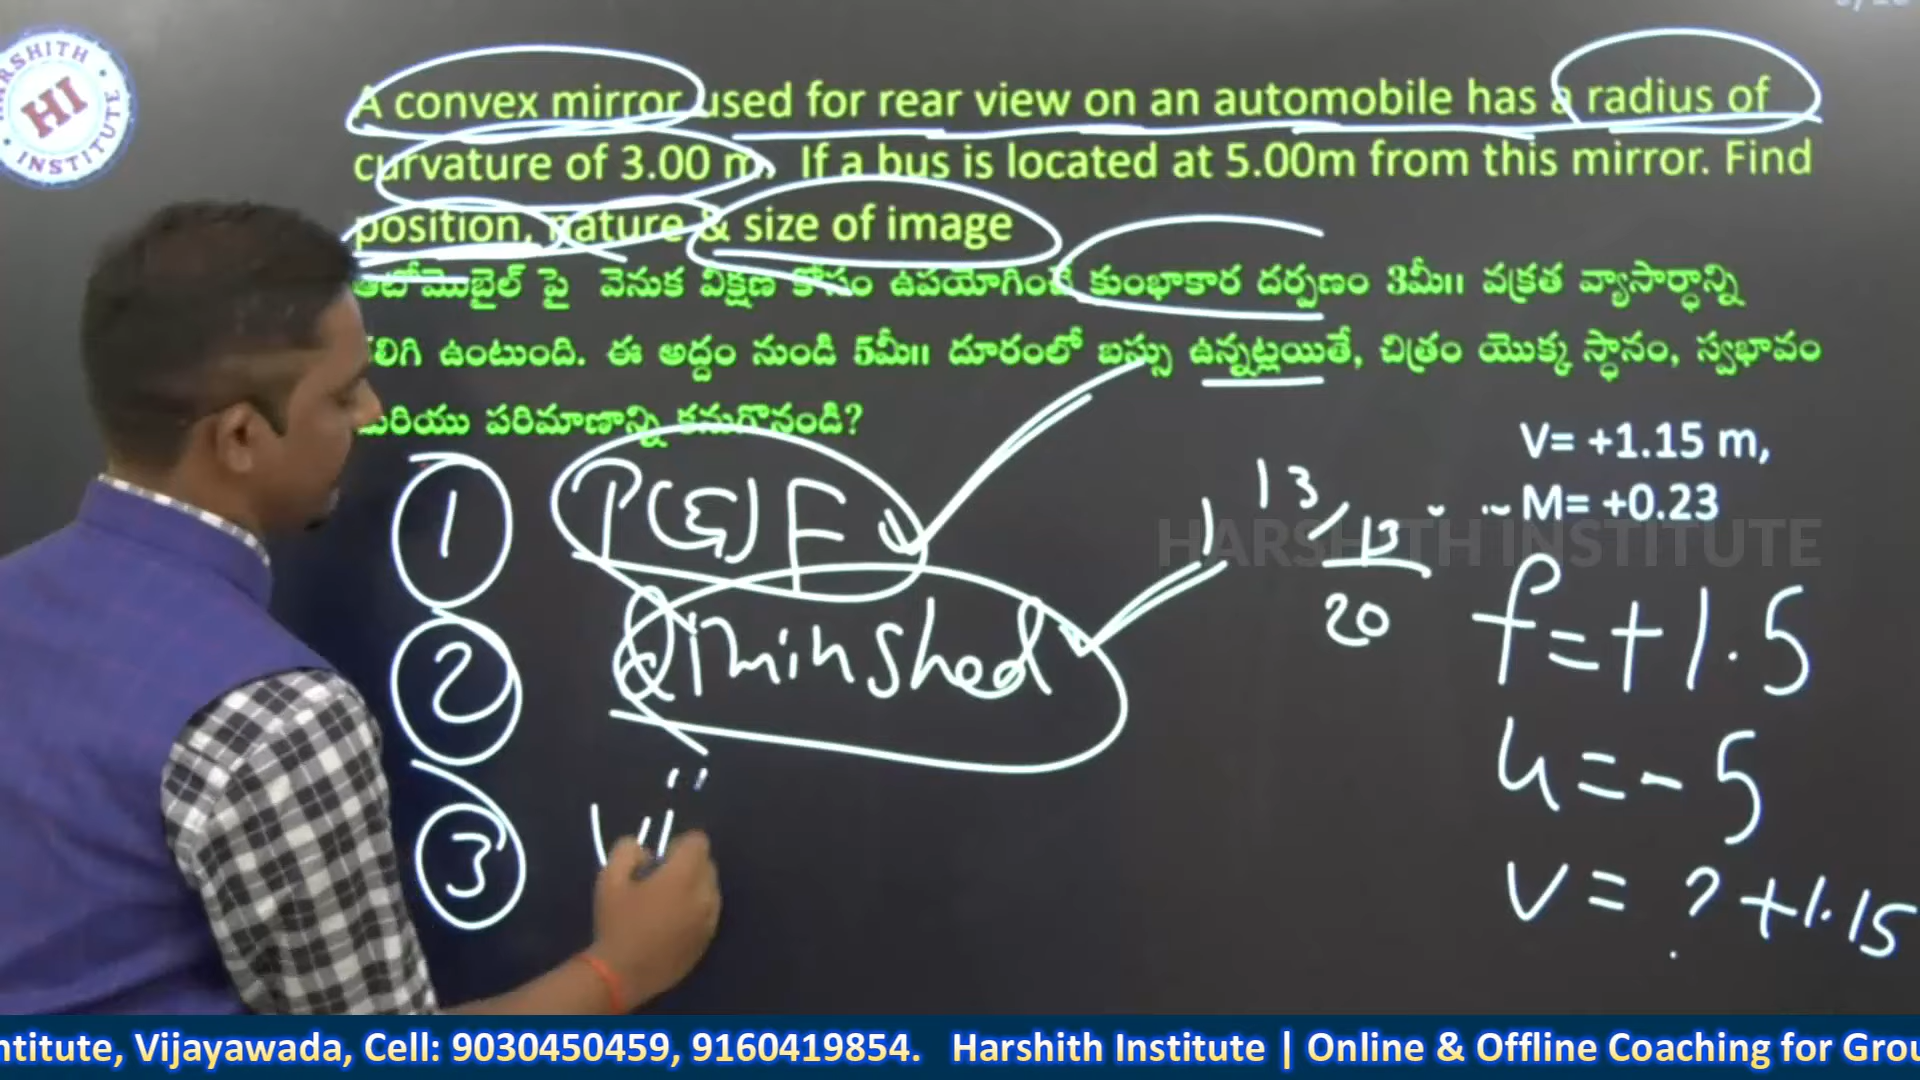 HARSHITH
HI
INSTITUTE
A convex mirror used for rear view on an automobile has a radius of
curvature of 3.00 m. If a bus is located at 5.00m from this mirror. Find
position, nature & size of image
ఆటోమొబైల్ పై వెనుక వీక్షణ కోసం ఉపయోగించే కుంభాకార దర్పణం 3మీ॥ వక్రత వ్యాసార్ధాన్ని
కలిగి ఉంటుంది. ఈ అద్దం నుండి 5మీ॥ దూరంలో బస్సు ఉన్నట్లయితే, చిత్రం యొక్క స్థానం, స్వభావం
మరియు పరిమాణాన్ని కనుగొనండి?
V= +1.15 m,
M= +0.23
HARSHITH INSTITUTE
1
2
diminshed
3
13
13
20
f=+1.5
u=-5
v= ? +1.15
ntitute, Vijayawada, Cell: 9030450459, 9160419854. Harshith Institute | Online & Offline Coaching for Grou